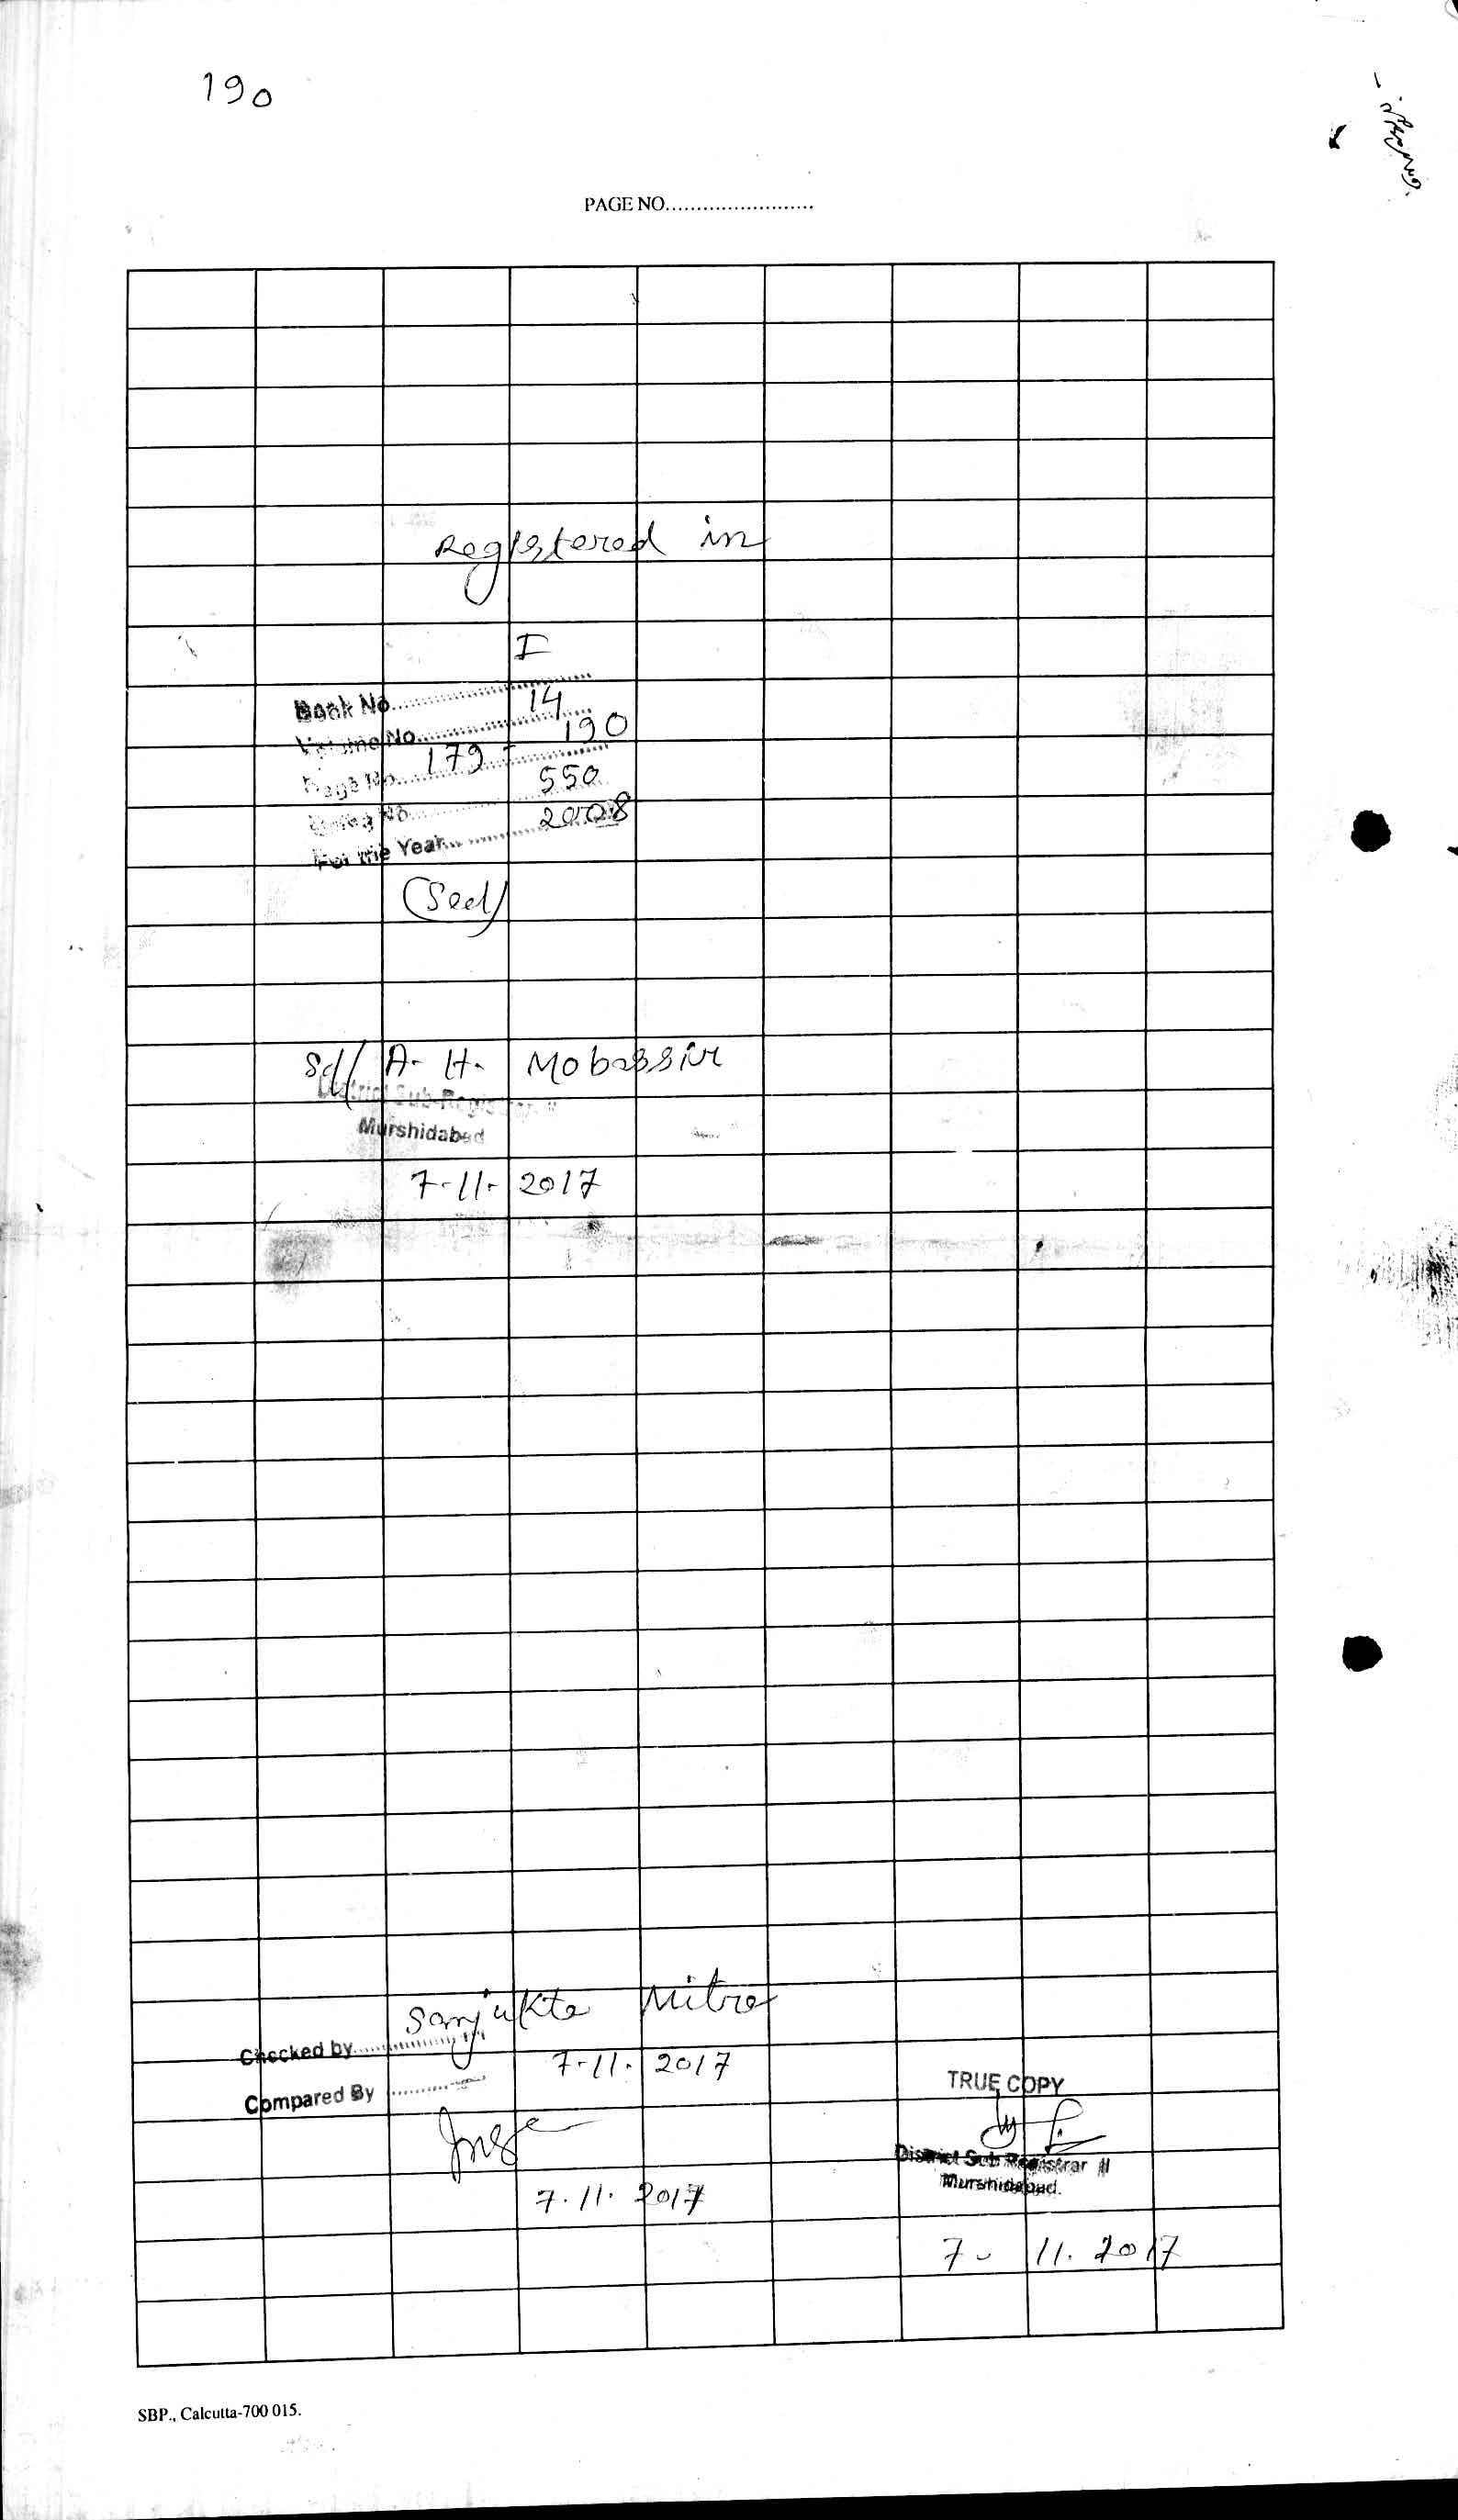 190
PAGE NO........................
Registered in
I
Book No. 14
Volume No. 190
Page No. 179 -
Being No. 550
For the Year 2008
(Seal)
Sd/ A. H. Mobassir
District Sub-Registrar
Murshidabad
7-11-2017
Sanjukta Mitra
Checked by
7-11. 2017
Compared By
TRUE COPY
District Sub Registrar II
Murshidabad.
7. 11. 2017
7- 11. 2017
SBP., Calcutta-700 015.